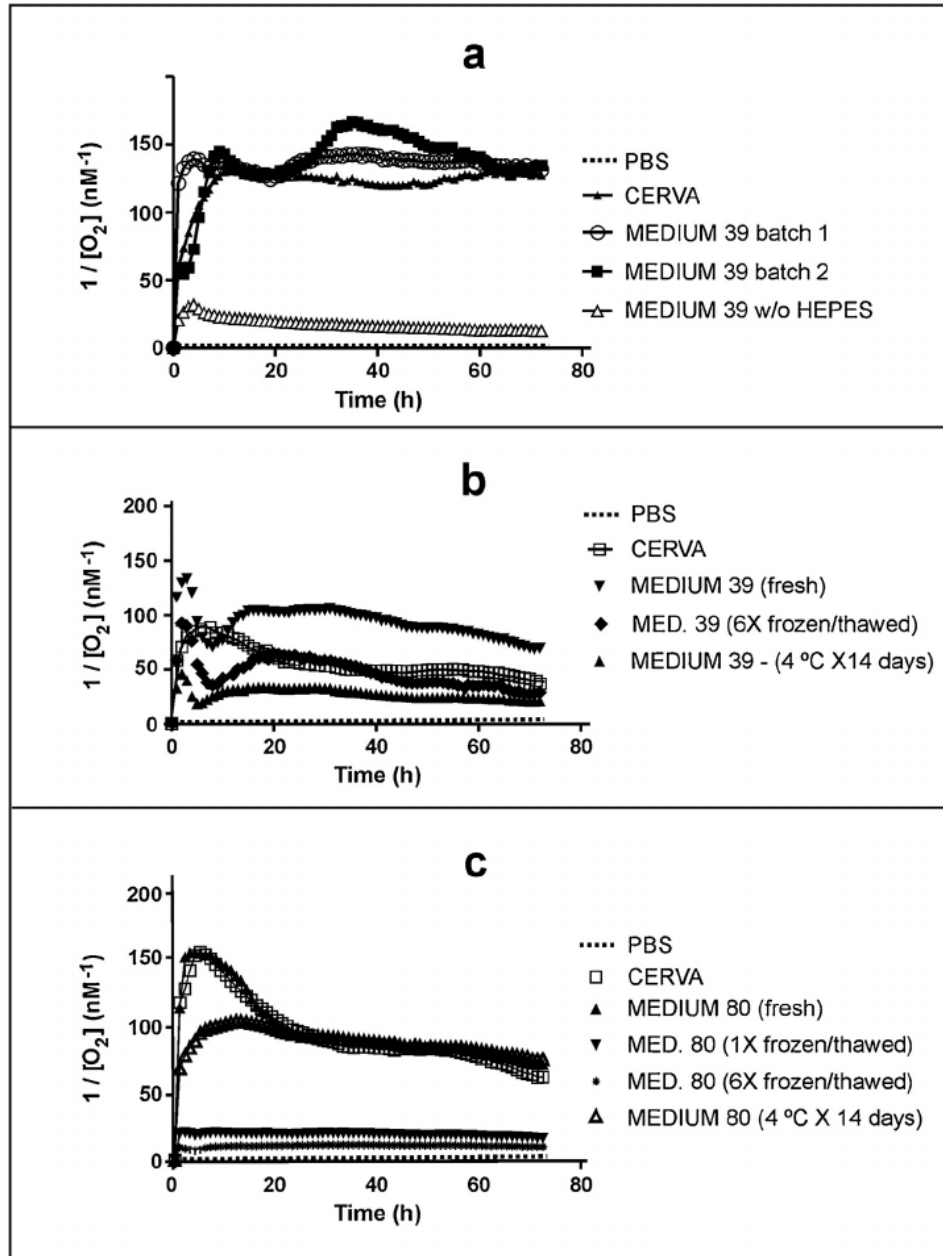 a
1 / [O₂] (nM⁻¹)
150
100
50
0
0 20 40 60 80
Time (h)
PBS
CERVA
MEDIUM 39 batch 1
MEDIUM 39 batch 2
MEDIUM 39 w/o HEPES
b
1 / [O₂] (nM⁻¹)
200
150
100
50
0
0 20 40 60 80
Time (h)
PBS
CERVA
MEDIUM 39 (fresh)
MED. 39 (6X frozen/thawed)
MEDIUM 39 - (4 ºC X14 days)
c
1 / [O₂] (nM⁻¹)
200
150
100
50
0
0 20 40 60 80
Time (h)
PBS
CERVA
MEDIUM 80 (fresh)
MED. 80 (1X frozen/thawed)
MED. 80 (6X frozen/thawed)
MEDIUM 80 (4 ºC X 14 days)